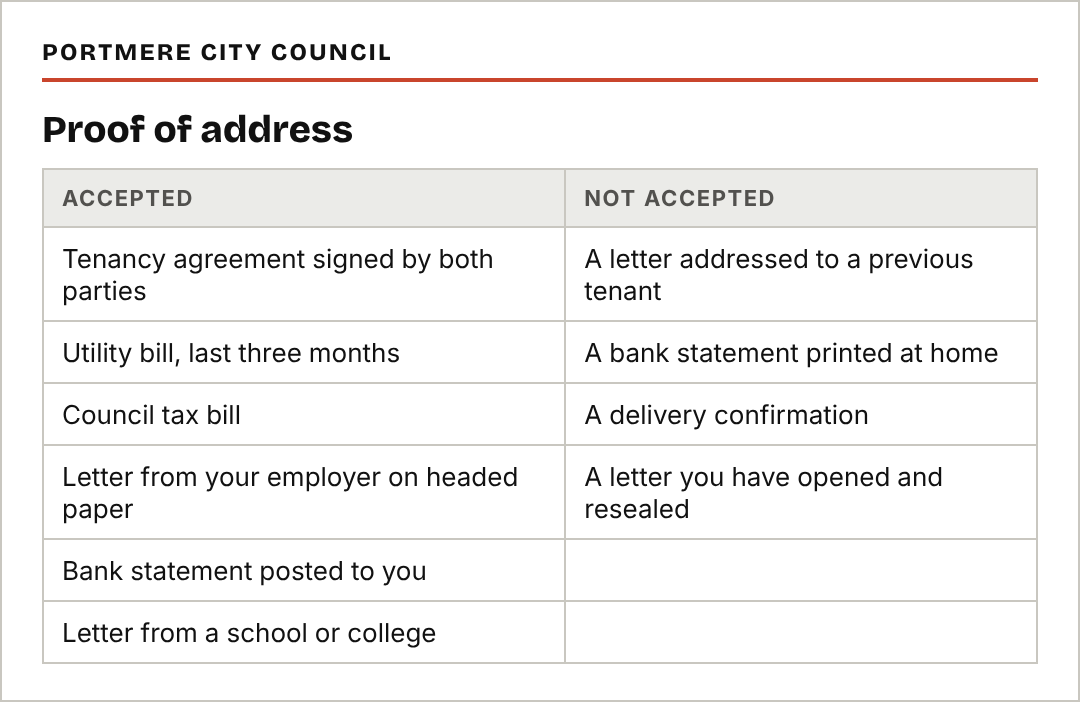 PORTMERE CITY COUNCIL
Proof of address
ACCEPTED
NOT ACCEPTED
Tenancy agreement signed by both
parties
A letter addressed to a previous
tenant
Utility bill, last three months
A bank statement printed at home
Council tax bill
A delivery confirmation
Letter from your employer on headed
paper
A letter you have opened and
resealed
Bank statement posted to you
Letter from a school or college